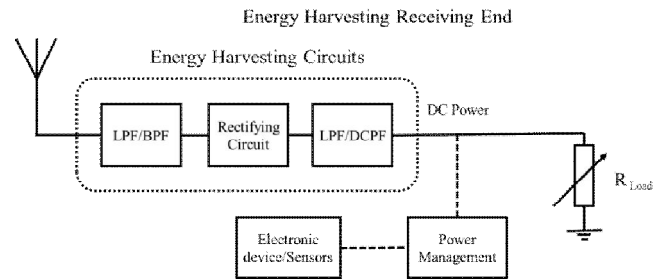 Energy Harvesting Receiving End
Energy Harvesting Circuits
LPF/BPF
Rectifying
Circuit
LPF/DCPF
DC Power
R Load
Electronic
device/Sensors
Power
Management